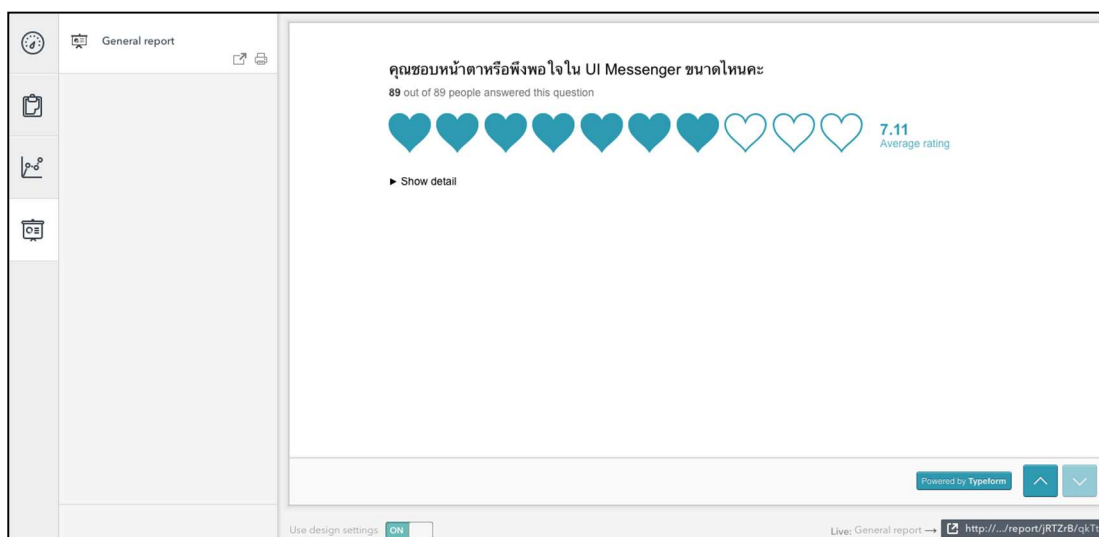 General report
คุณชอบหน้าตาหรือพึงพอใจใน UI Messenger ขนาดไหนคะ
89 out of 89 people answered this question
7.11
Average rating
► Show detail
Powered by Typeform
Use design settings ON
Live: General report → http://.../report/jRTZrB/qkTt